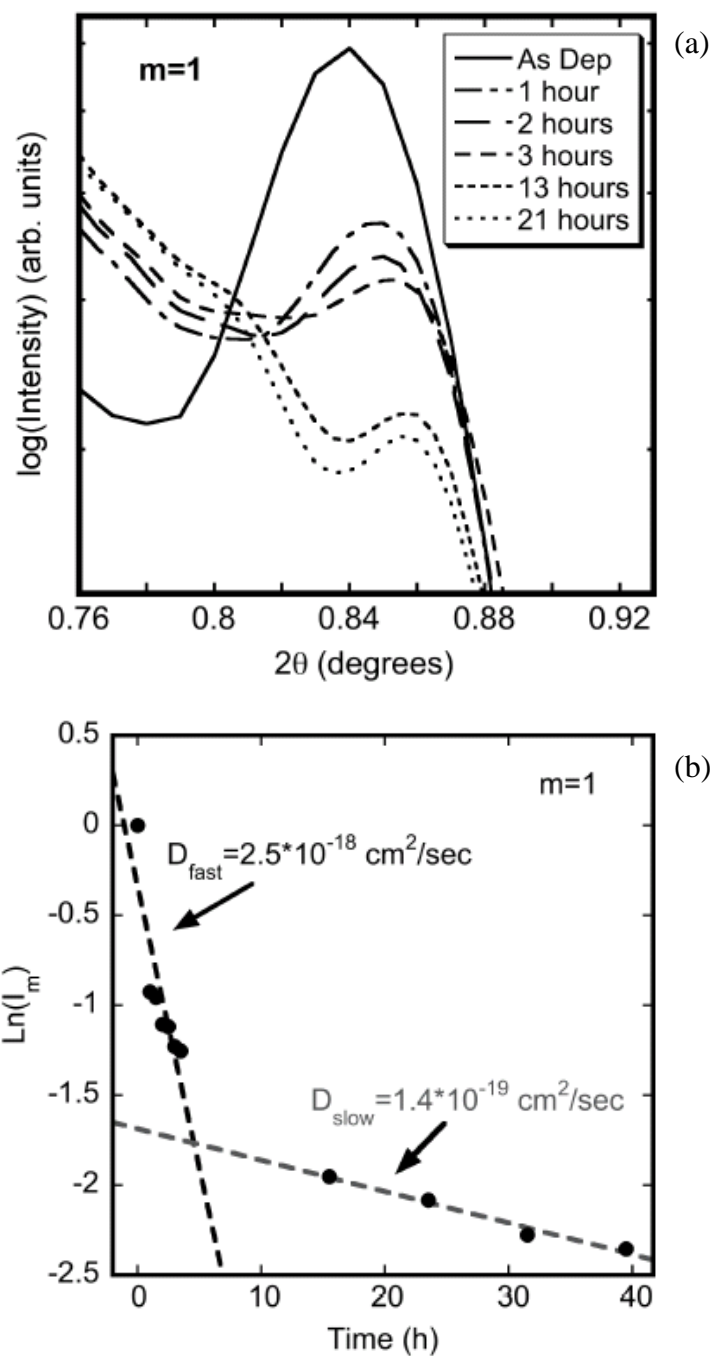 (a)
m=1
As Dep
1 hour
2 hours
3 hours
13 hours
21 hours
log(Intensity) (arb. units)
0.76 0.8 0.84 0.88 0.92
2θ (degrees)
(b)
m=1
D_fast=2.5*10^-18 cm^2/sec
D_slow=1.4*10^-19 cm^2/sec
Ln(I_m)
0.5
0
-0.5
-1
-1.5
-2
-2.5
0 10 20 30 40
Time (h)